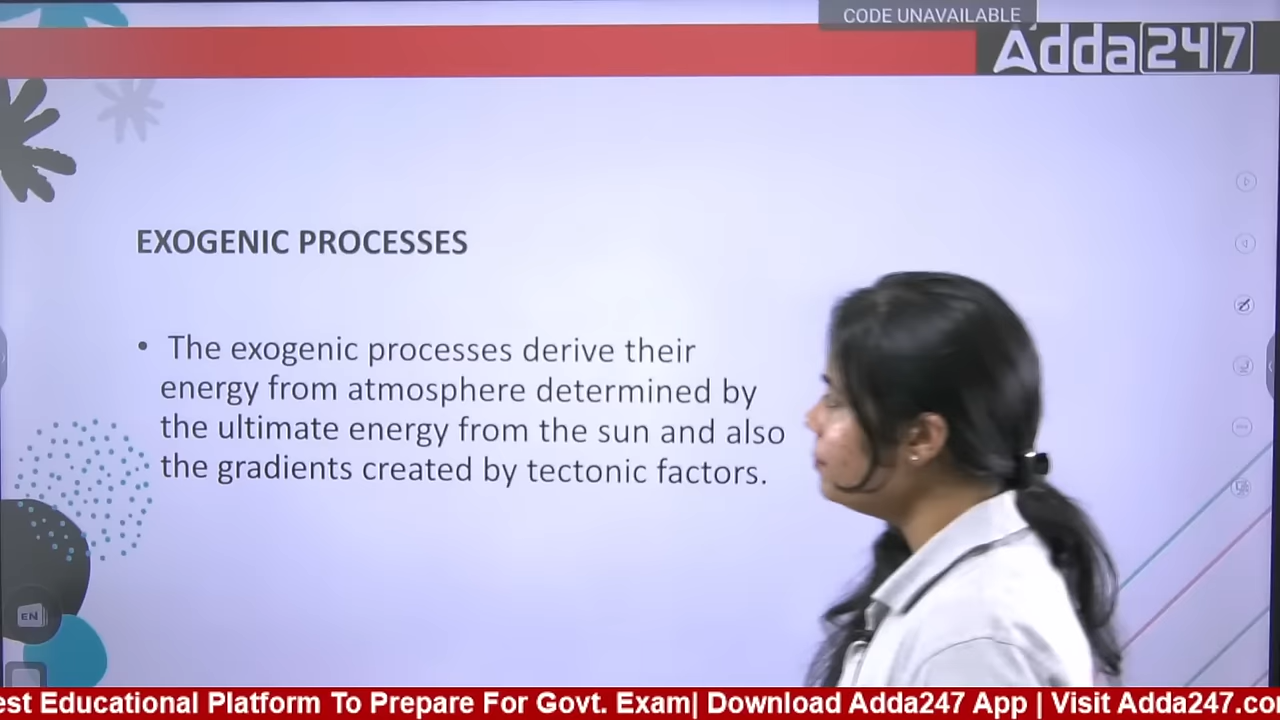 CODE UNAVAILABLE
Adda247
EXOGENIC PROCESSES
• The exogenic processes derive their
energy from atmosphere determined by
the ultimate energy from the sun and also
the gradients created by tectonic factors.
EN
est Educational Platform To Prepare For Govt. Exam| Download Adda247 App | Visit Adda247.co